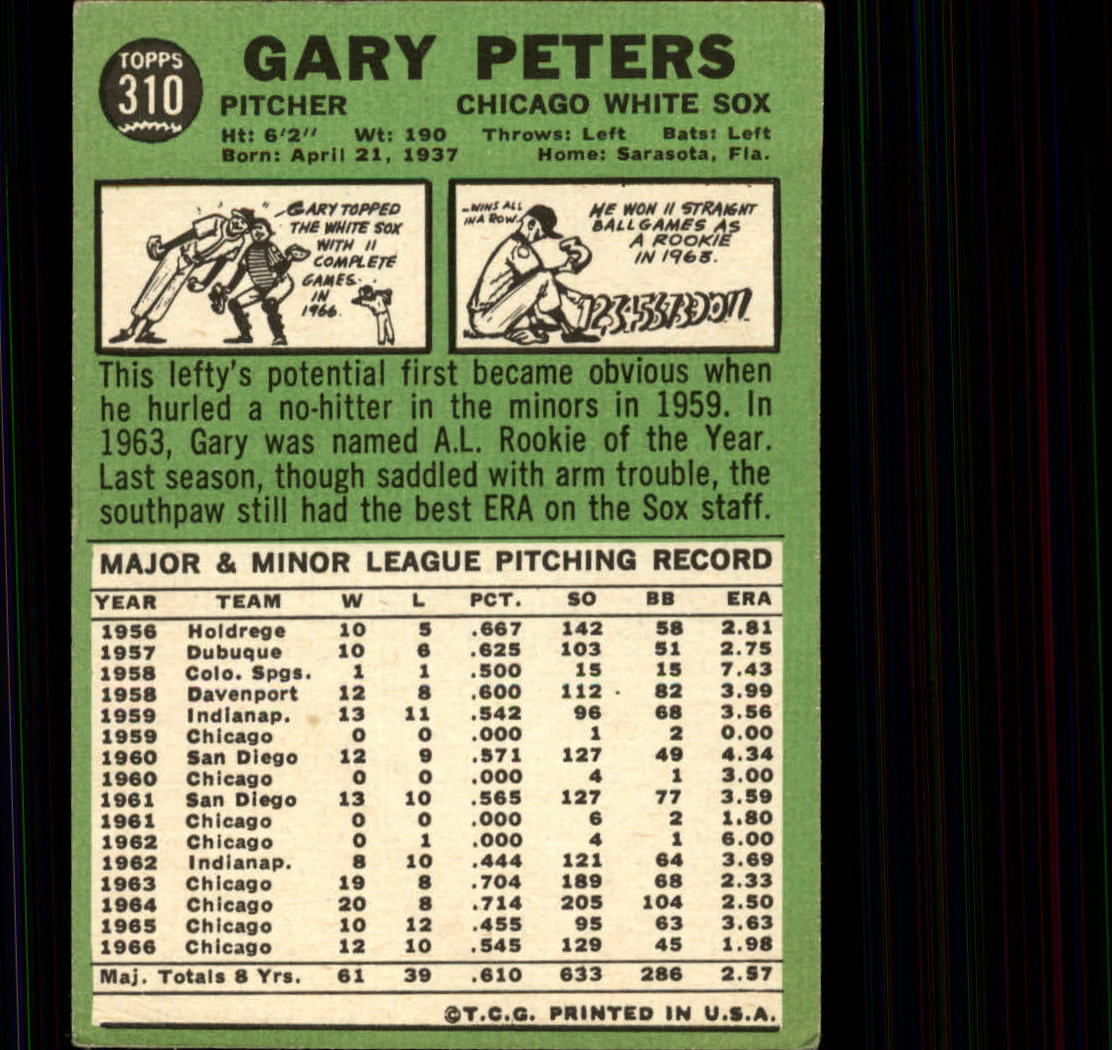 TOPPS
310
GARY PETERS
PITCHER CHICAGO WHITE SOX
Ht: 6'2" Wt: 190 Throws: Left Bats: Left
Born: April 21, 1937 Home: Sarasota, Fla.
GARY TOPPED
THE WHITE SOX
WITH 11
COMPLETE
GAMES
IN
1966.
..WINS ALL
IN A ROW..
HE WON 11 STRAIGHT
BALL GAMES AS
A ROOKIE
IN 1963.
This lefty's potential first became obvious when
he hurled a no-hitter in the minors in 1959. In
1963, Gary was named A.L. Rookie of the Year.
Last season, though saddled with arm trouble, the
southpaw still had the best ERA on the Sox staff.
MAJOR & MINOR LEAGUE PITCHING RECORD
YEAR TEAM W L PCT. SO BB ERA
1956 Holdrege 10 5 .667 142 58 2.81
1957 Dubuque 10 6 .625 103 51 2.75
1958 Colo. Spgs. 1 1 .500 15 15 7.43
1958 Davenport 12 8 .600 112 82 3.99
1959 Indianap. 13 11 .542 96 68 3.56
1959 Chicago 0 0 .000 1 2 0.00
1960 San Diego 12 9 .571 127 49 4.34
1960 Chicago 0 0 .000 4 1 3.00
1961 San Diego 13 10 .565 127 77 3.59
1961 Chicago 0 0 .000 6 2 1.80
1962 Chicago 0 1 .000 4 1 6.00
1962 Indianap. 8 10 .444 121 64 3.69
1963 Chicago 19 8 .704 189 68 2.33
1964 Chicago 20 8 .714 205 104 2.50
1965 Chicago 10 12 .455 95 63 3.63
1966 Chicago 12 10 .545 129 45 1.98
Maj. Totals 8 Yrs. 61 39 .610 633 286 2.57
©T.C.G. PRINTED IN U.S.A.